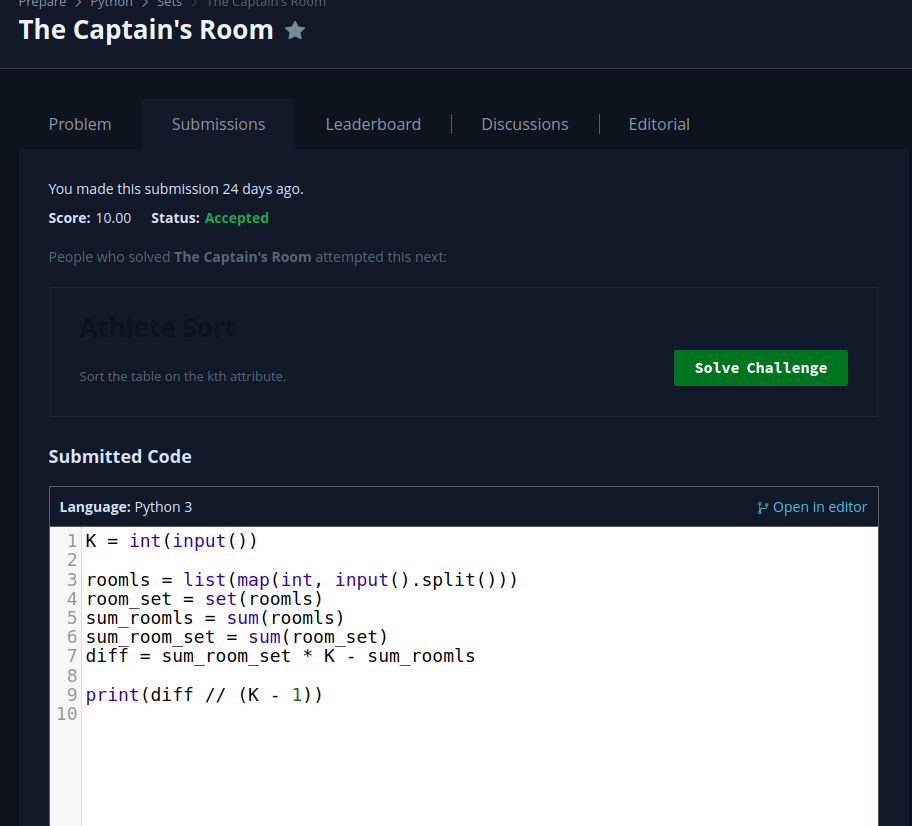 Prepare > Python > Sets > The Captain's Room
The Captain's Room
Problem
Submissions
Leaderboard
Discussions
Editorial
You made this submission 24 days ago.
Score: 10.00 Status: Accepted
People who solved The Captain's Room attempted this next:
Athlete Sort
Sort the table on the kth attribute.
Solve Challenge
Submitted Code
Language: Python 3
Open in editor
1 K = int(input())
2
3 roomls = list(map(int, input().split()))
4 room_set = set(roomls)
5 sum_roomls = sum(roomls)
6 sum_room_set = sum(room_set)
7 diff = sum_room_set * K - sum_roomls
8
9 print(diff // (K - 1))
10